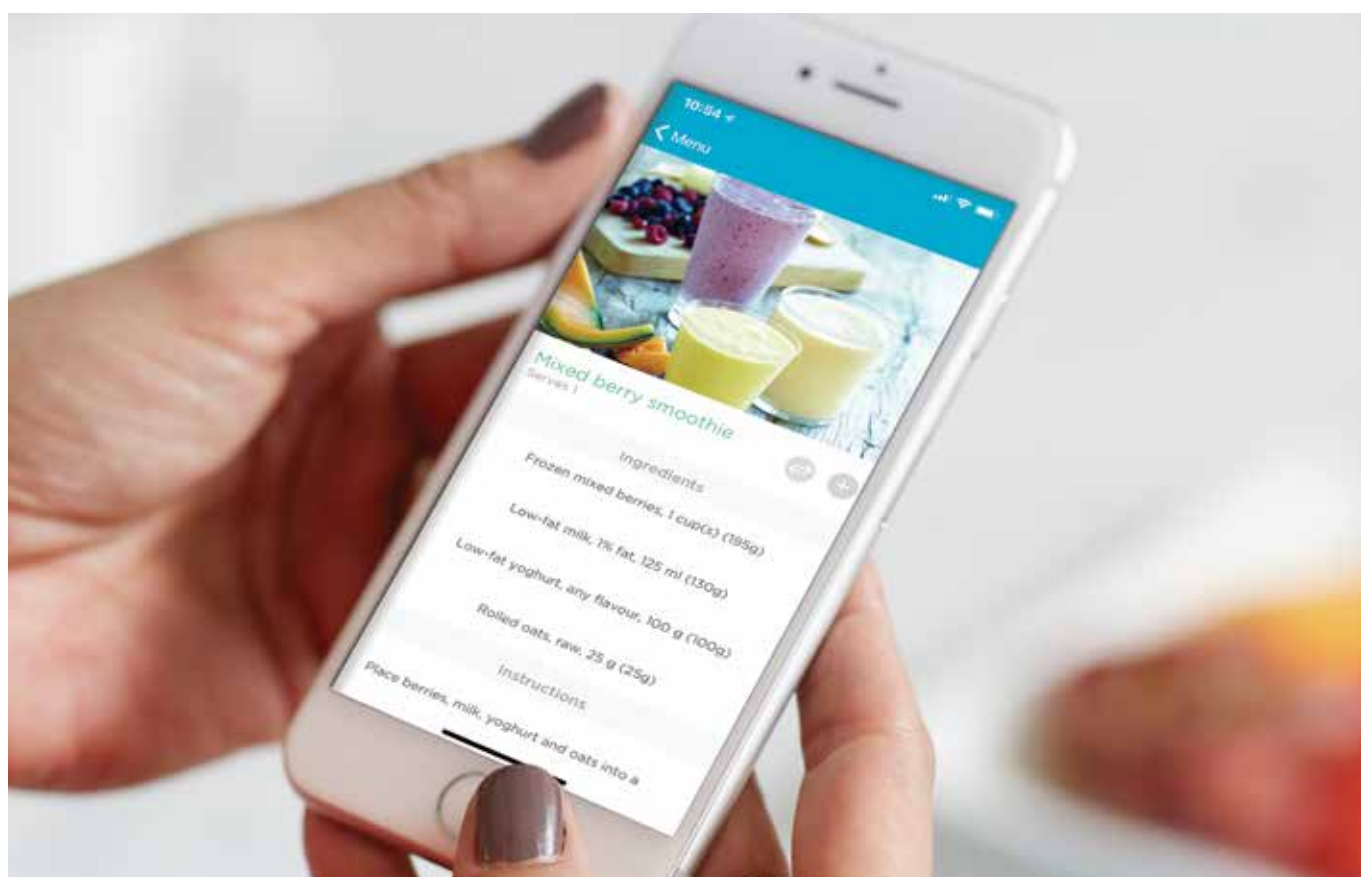 10:54
Menu
Mixed berry smoothie
Serves 1
Ingredients
Frozen mixed berries, 1 cup(s) (195g)
Low-fat milk, 1% fat, 125 ml (130g)
Low-fat yoghurt, any flavour, 100 g (100g)
Rolled oats, raw, 25 g (25g)
Instructions
Place berries, milk, yoghurt and oats into a